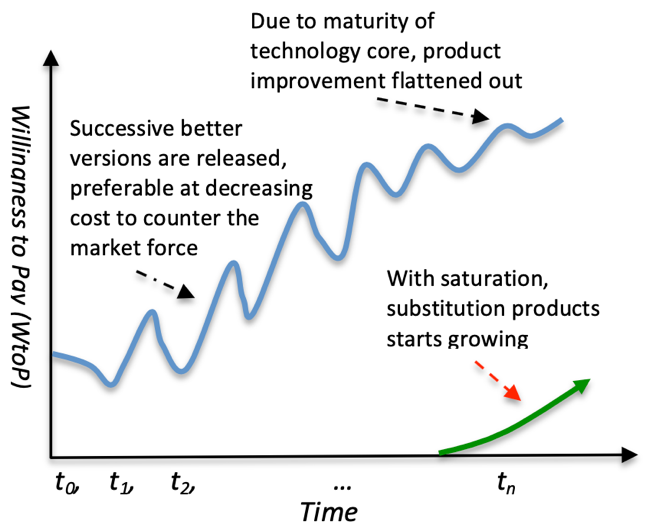 Due to maturity of
technology core, product
improvement flattened out
Successive better
versions are released,
preferable at decreasing
cost to counter the
market force
With saturation,
substitution products
starts growing
Willingness to Pay (WtoP)
t0, t1, t2, ... tn
Time